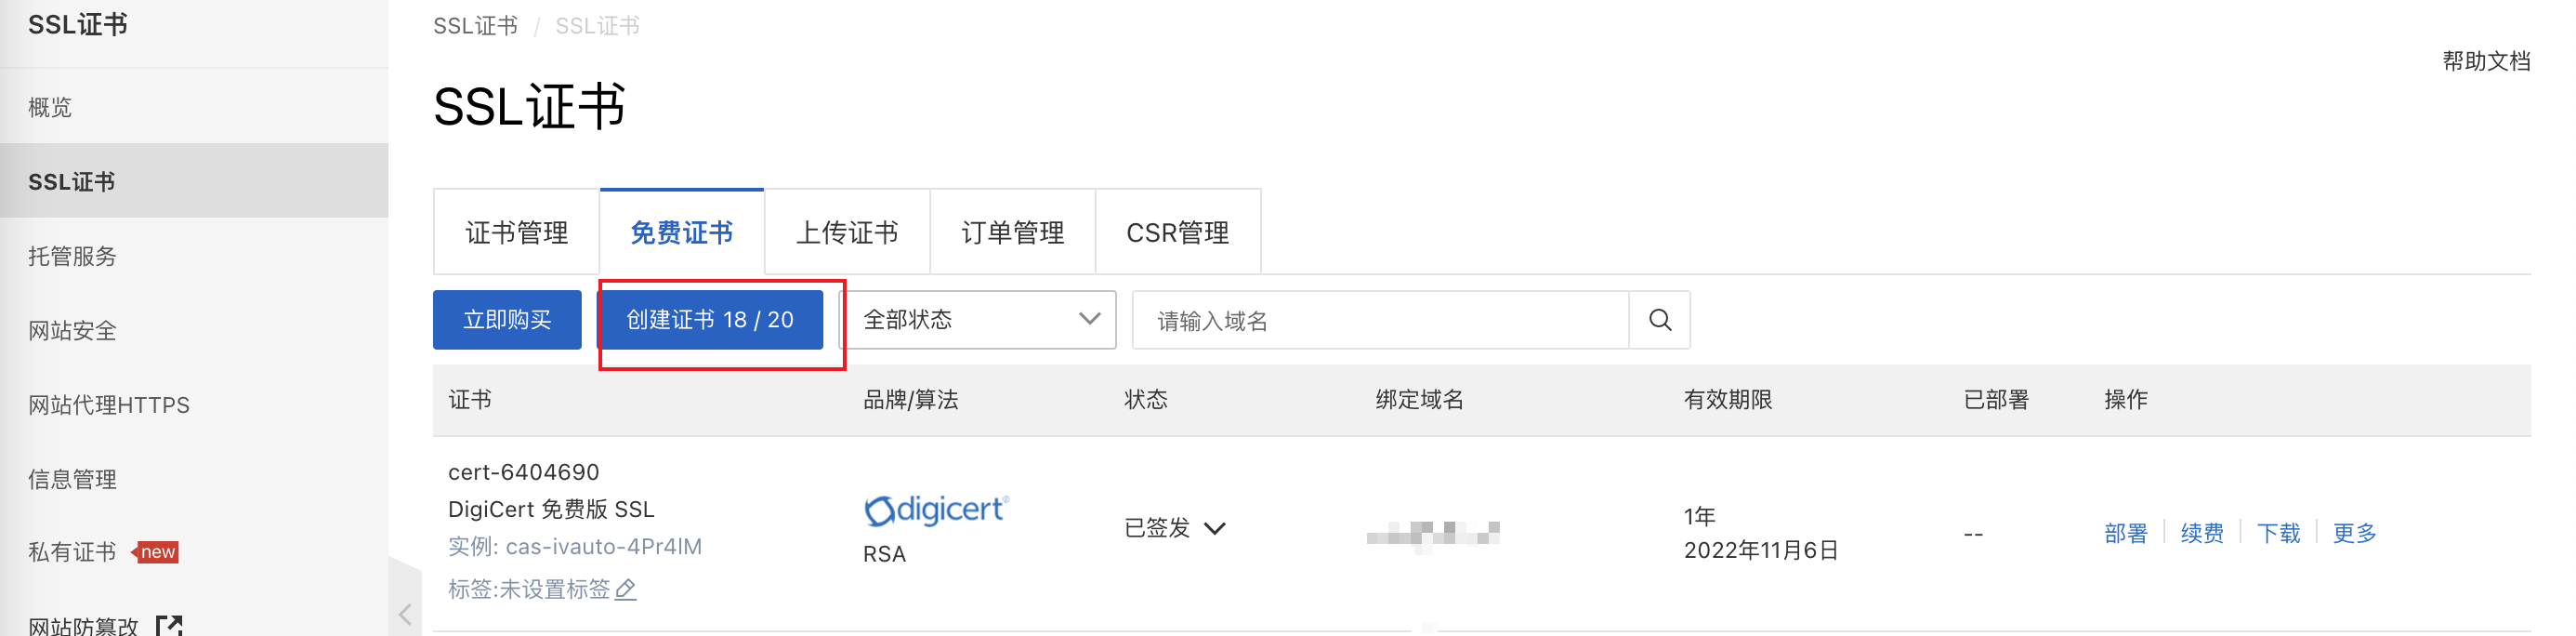 SSL证书
概览
SSL证书
托管服务
网站安全
网站代理HTTPS
信息管理
私有证书 new
网站防篡改
SSL证书 / SSL证书
帮助文档
SSL证书
证书管理 免费证书 上传证书 订单管理 CSR管理
立即购买 创建证书 18 / 20 全部状态 请输入域名
证书 品牌/算法 状态 绑定域名 有效期限 已部署 操作
cert-6404690
DigiCert 免费版 SSL
实例: cas-ivauto-4Pr4lM
标签:未设置标签
digicert®
RSA
已签发
1年
2022年11月6日
--
部署 续费 下载 更多